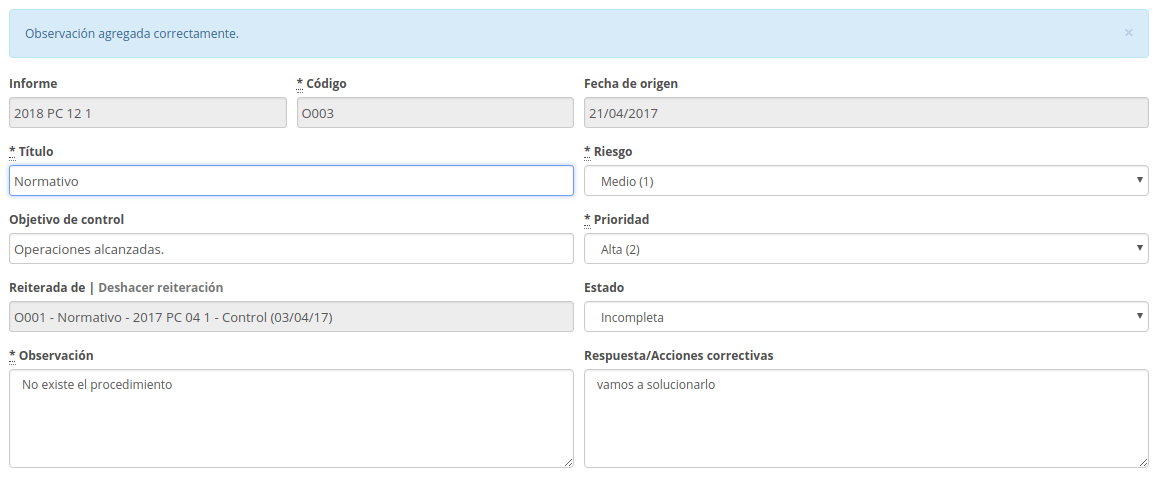 Observación agregada correctamente. ×
Informe * Código Fecha de origen
2018 PC 12 1 O003 21/04/2017
* Título * Riesgo
Normativo Medio (1)
Objetivo de control * Prioridad
Operaciones alcanzadas. Alta (2)
Reiterada de | Deshacer reiteración Estado
O001 - Normativo - 2017 PC 04 1 - Control (03/04/17) Incompleta
* Observación Respuesta/Acciones correctivas
No existe el procedimiento vamos a solucionarlo